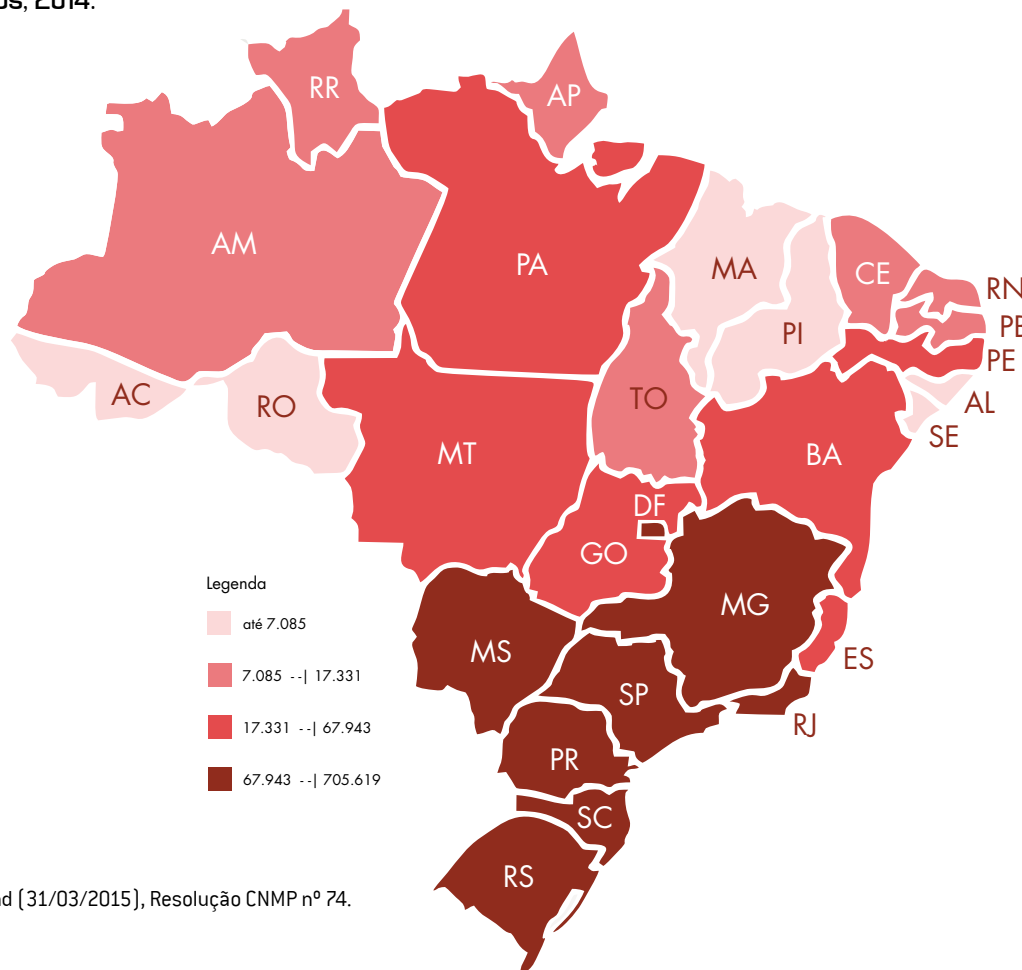 2014.
RR
AP
AM
PA
MA
CE
RN
PI
PE
AC
RO
TO
AL
SE
MT
BA
DF
GO
Legenda
até 7.085
MG
MS
ES
7.085 --| 17.331
SP
RJ
17.331 --| 67.943
PR
67.943 --| 705.619
SC
RS
(31/03/2015), Resolução CNMP nº 74.